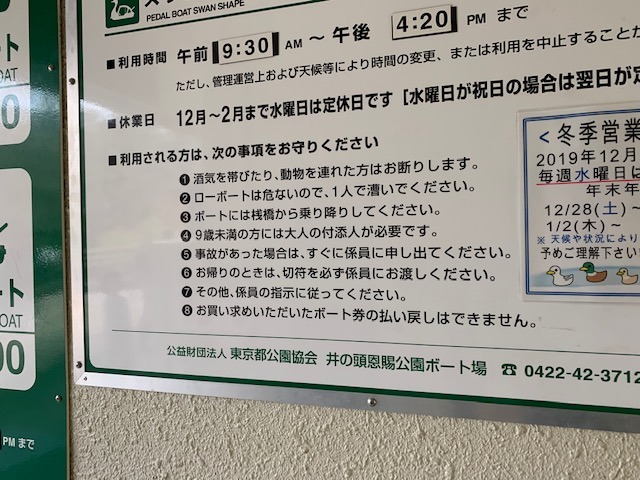 PEDAL BOAT SWAN SHAPE
■利用時間 午前 9:30 AM ～ 午後 4:20 PM まで
ただし、管理運営上および天候等により時間の変更、または利用を中止することが
■休業日 12月～2月まで水曜日は定休日です [水曜日が祝日の場合は翌日が定
■利用される方は、次の事項をお守りください
❶酒気を帯びたり、動物を連れた方はお断りします。
❷ローボートは危ないので、1人で漕いでください。
❸ボートには桟橋から乗り降りしてください。
❹9歳未満の方には大人の付添人が必要です。
❺事故があった場合は、すぐに係員に申し出てください。
❻お帰りのときは、切符を必ず係員にお渡しください。
❼その他、係員の指示に従ってください。
❽お買い求めいただいたボート券の払い戻しはできません。
公益財団法人 東京都公園協会 井の頭恩賜公園ボート場 ☎ 0422-42-3712
< 冬季営業
2019年12月
毎週水曜日は
年末年
12/28(土)～
1/2(木)～
※ 天候や状況により
予めご理解下さい
ート
OAT
0
ン
ート
OAT
00
PM まで